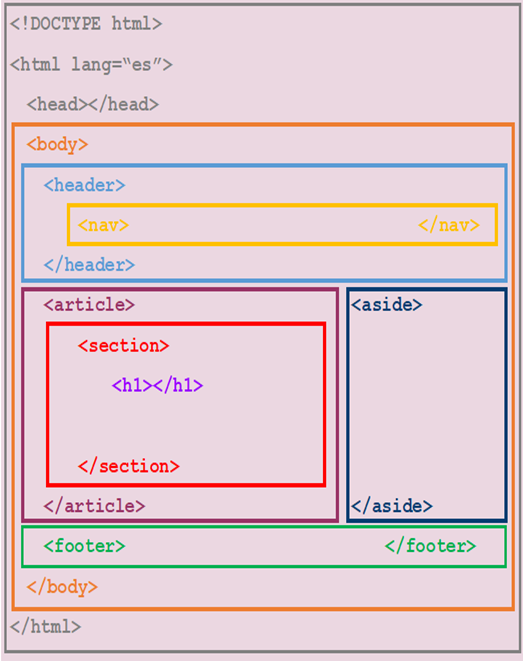 <!DOCTYPE html>
<html lang=“es”>
<head></head>
<body>
<header>
<nav> </nav>
</header>
<article> <aside>
<section>
<h1></h1>
</section>
</article> </aside>
<footer> </footer>
</body>
</html>